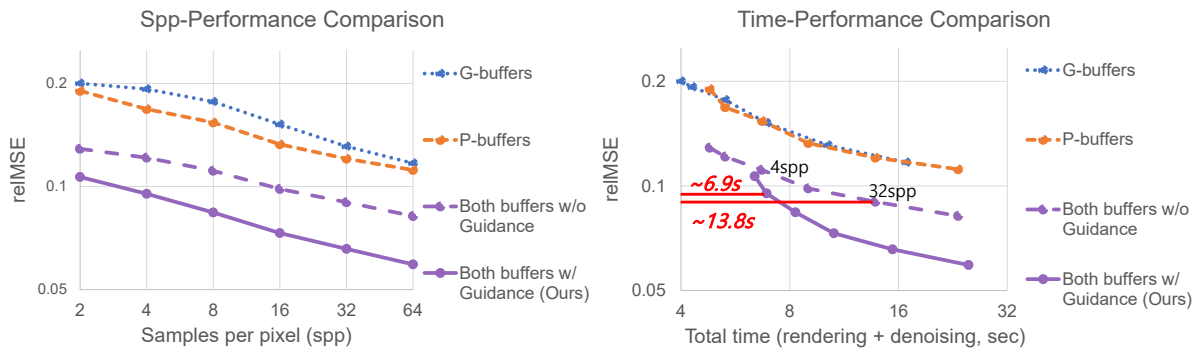 Spp-Performance Comparison
relMSE
0.2
0.1
0.05
2 4 8 16 32 64
Samples per pixel (spp)
G-buffers
P-buffers
Both buffers w/o
Guidance
Both buffers w/
Guidance (Ours)
Time-Performance Comparison
relMSE
0.2
0.1
0.05
4spp
32spp
~6.9s
~13.8s
4 8 16 32
Total time (rendering + denoising, sec)
G-buffers
P-buffers
Both buffers w/o
Guidance
Both buffers w/
Guidance (Ours)